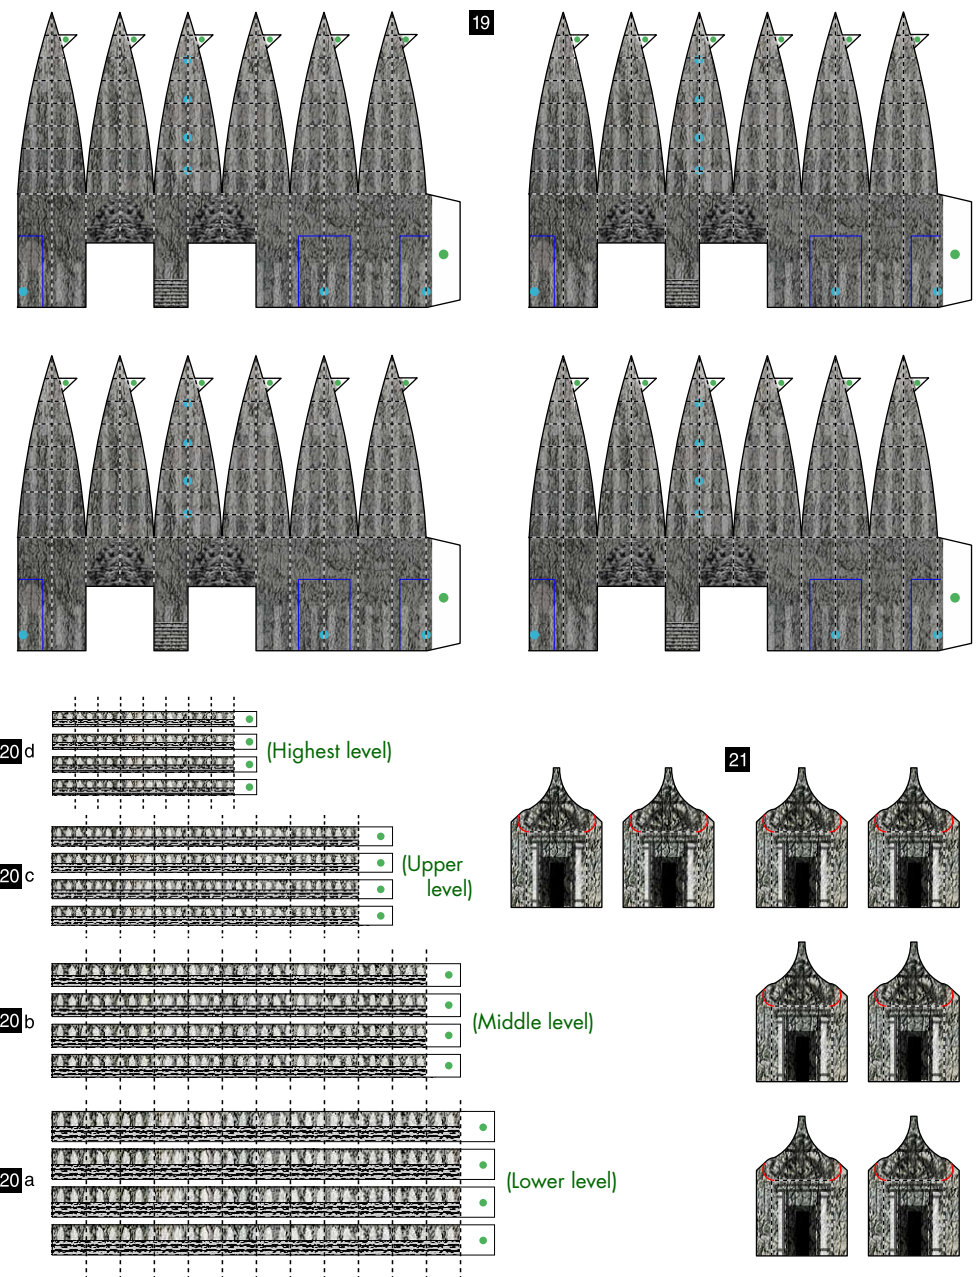 19
20 d
(Highest level)
21
20 c
(Upper
level)
20 b
(Middle level)
20 a
(Lower level)